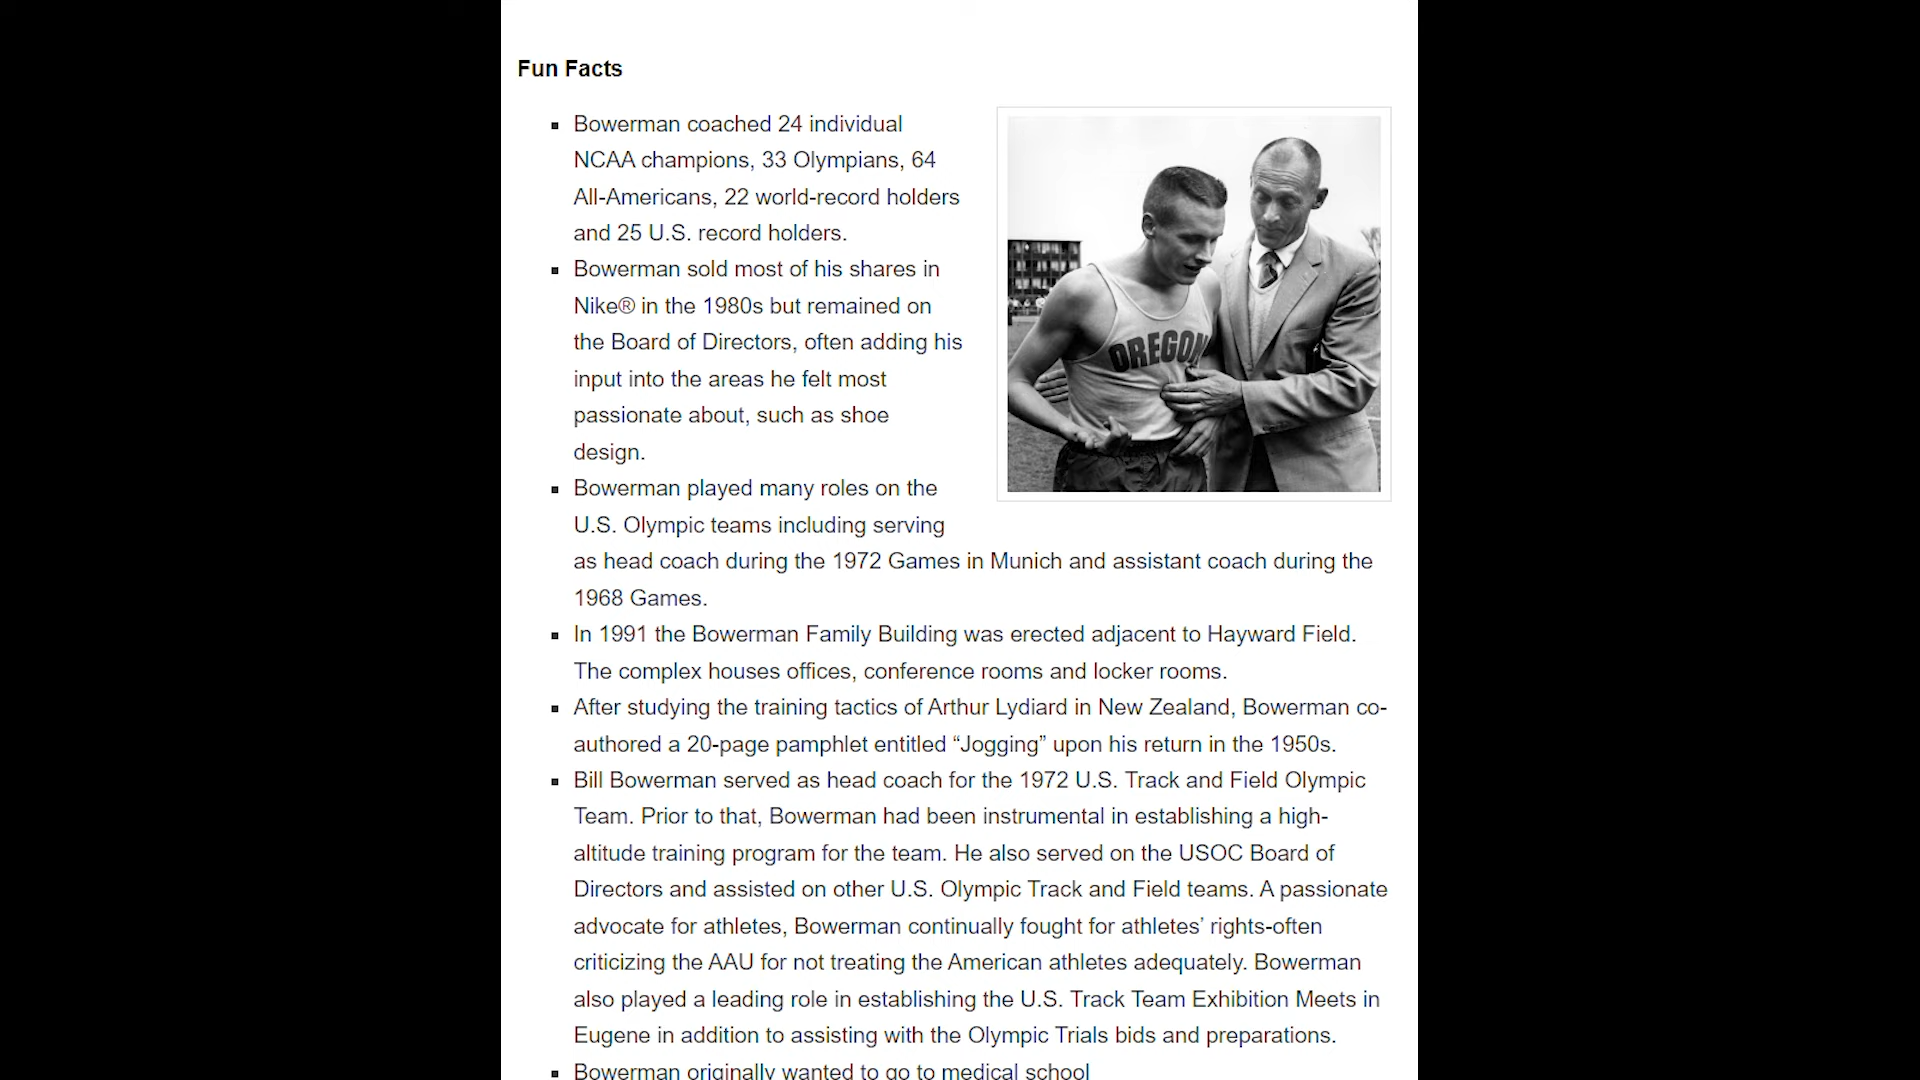 Fun Facts
Bowerman coached 24 individual
NCAA champions, 33 Olympians, 64
All-Americans, 22 world-record holders
and 25 U.S. record holders.
Bowerman sold most of his shares in
Nike® in the 1980s but remained on
the Board of Directors, often adding his
input into the areas he felt most
passionate about, such as shoe
design.
OREGON
Bowerman played many roles on the
U.S. Olympic teams including serving
as head coach during the 1972 Games in Munich and assistant coach during the
1968 Games.
In 1991 the Bowerman Family Building was erected adjacent to Hayward Field.
The complex houses offices, conference rooms and locker rooms.
After studying the training tactics of Arthur Lydiard in New Zealand, Bowerman co-
authored a 20-page pamphlet entitled “Jogging” upon his return in the 1950s.
Bill Bowerman served as head coach for the 1972 U.S. Track and Field Olympic
Team. Prior to that, Bowerman had been instrumental in establishing a high-
altitude training program for the team. He also served on the USOC Board of
Directors and assisted on other U.S. Olympic Track and Field teams. A passionate
advocate for athletes, Bowerman continually fought for athletes’ rights-often
criticizing the AAU for not treating the American athletes adequately. Bowerman
also played a leading role in establishing the U.S. Track Team Exhibition Meets in
Eugene in addition to assisting with the Olympic Trials bids and preparations.
Bowerman originally wanted to go to medical school